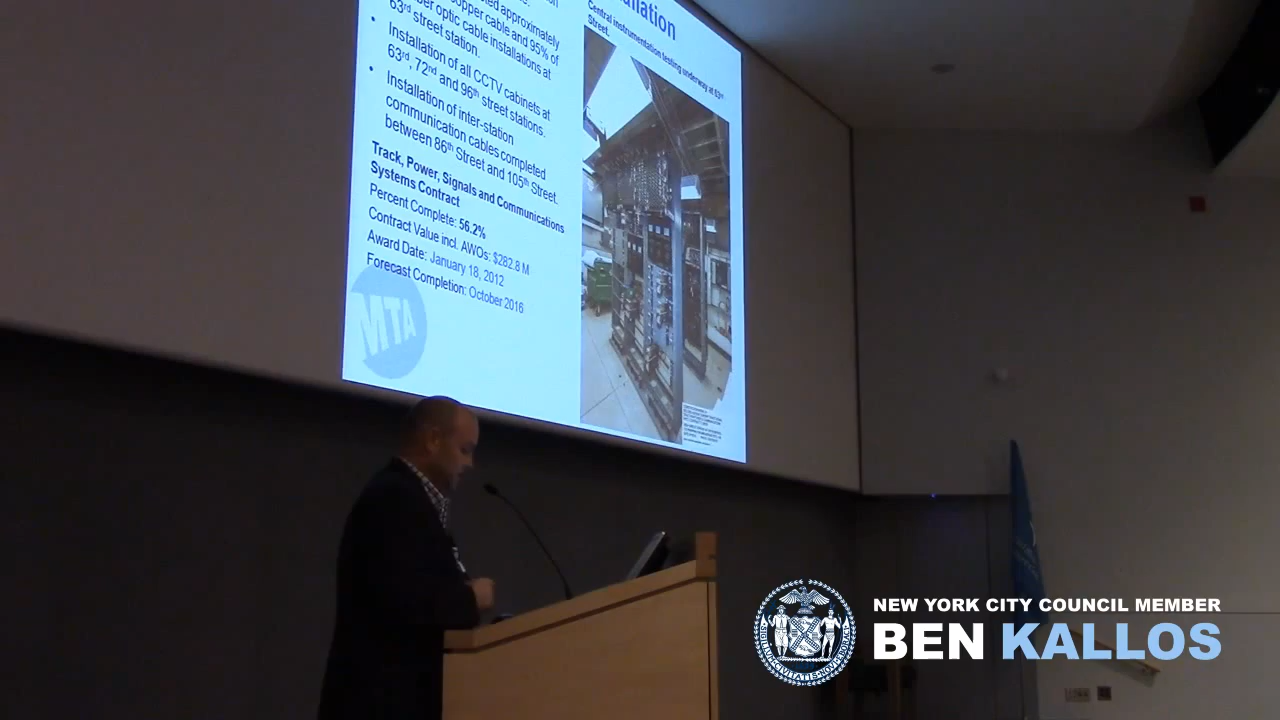 copper cable and 95% of
optic cable installations at
63rd street station.
• Installation of all CCTV cabinets at
63rd, 72nd and 96th street stations.
• Installation of inter-station
communication cables completed
between 86th Street and 105th Street.
Track, Power, Signals and Communications
Systems Contract
Percent Complete: 56.2%
Contract Value incl. AWOs: $282.8 M
Award Date: January 18, 2012
Forecast Completion: October 2016
MTA
Central instrumentation testing underway at 63rd
Street.
NEW YORK CITY COUNCIL MEMBER
BEN KALLOS